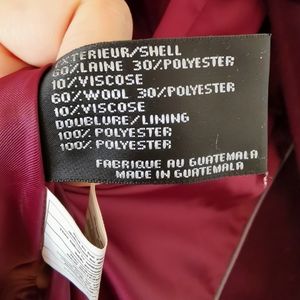 EXTERIEUR/SHELL
60%LAINE 30%POLYESTER
10%VISCOSE
60%WOOL 30%POLYESTER
10%VISCOSE
DOUBLURE/LINING
100% POLYESTER
100% POLYESTER
FABRIQUE AU GUATEMALA
MADE IN GUATEMALA